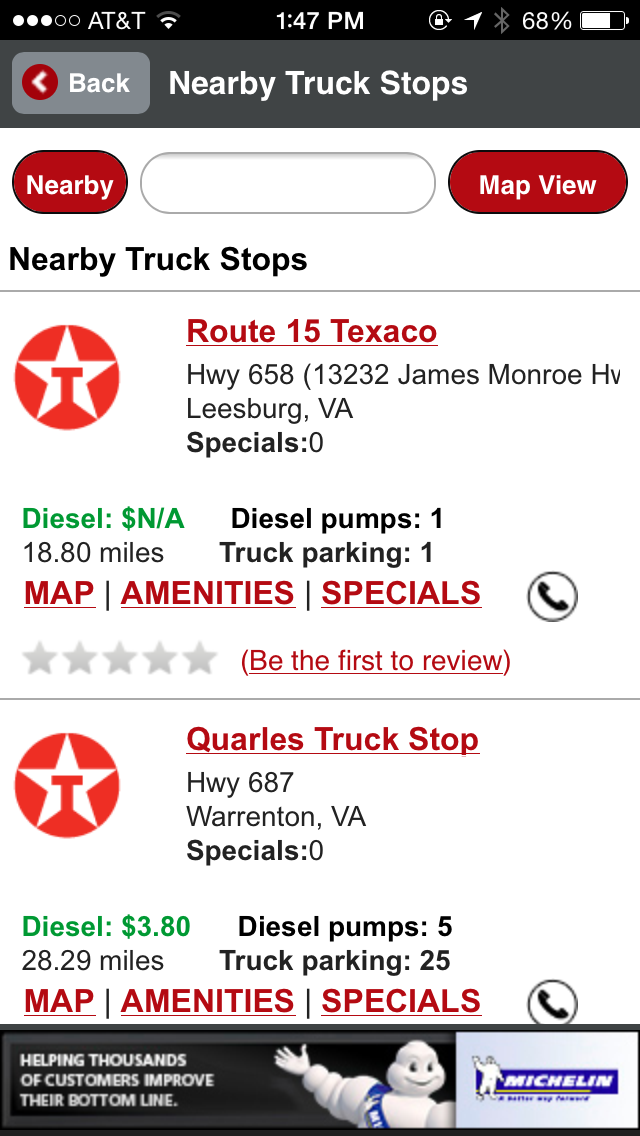 AT&T 1:47 PM 68%
Back Nearby Truck Stops
Nearby Map View
Nearby Truck Stops
Route 15 Texaco
Hwy 658 (13232 James Monroe Hw
Leesburg, VA
Specials:0
T
Diesel: $N/A Diesel pumps: 1
18.80 miles Truck parking: 1
MAP | AMENITIES | SPECIALS
(Be the first to review)
Quarles Truck Stop
Hwy 687
Warrenton, VA
Specials:0
T
Diesel: $3.80 Diesel pumps: 5
28.29 miles Truck parking: 25
MAP | AMENITIES | SPECIALS
HELPING THOUSANDS
OF CUSTOMERS IMPROVE
THEIR BOTTOM LINE.
MICHELIN
A better way forward